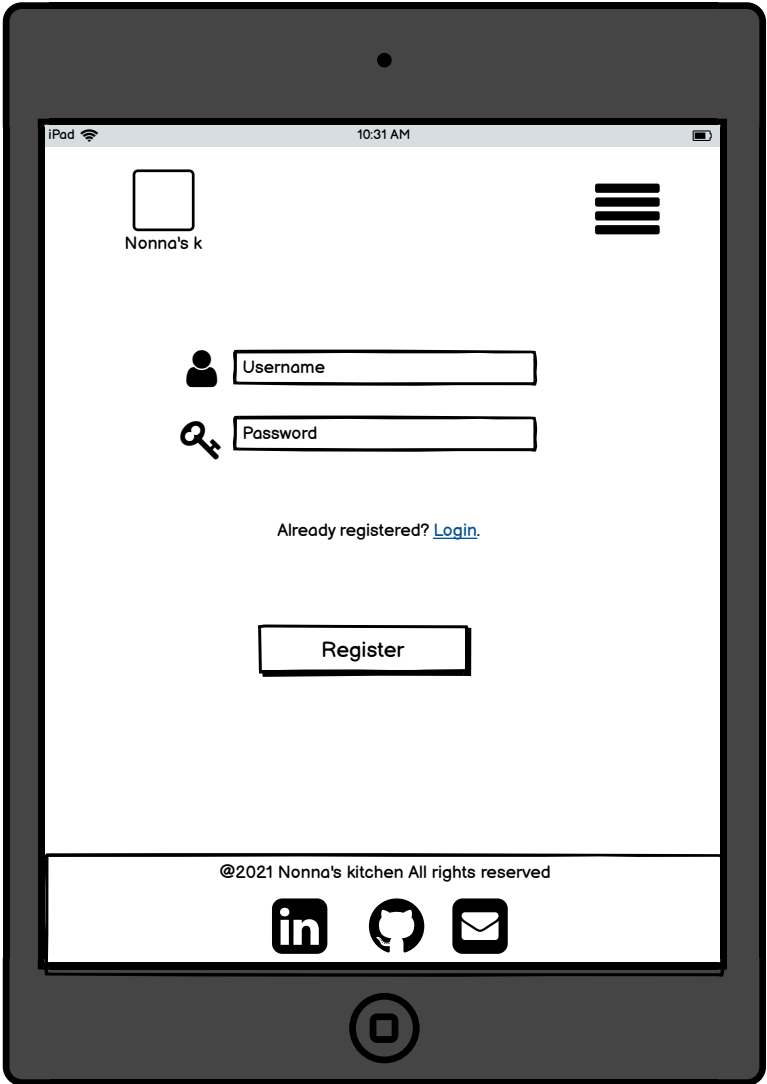 iPad 10:31 AM
Nonna's k
Username
Password
Already registered? Login.
Register
@2021 Nonna's kitchen All rights reserved
in